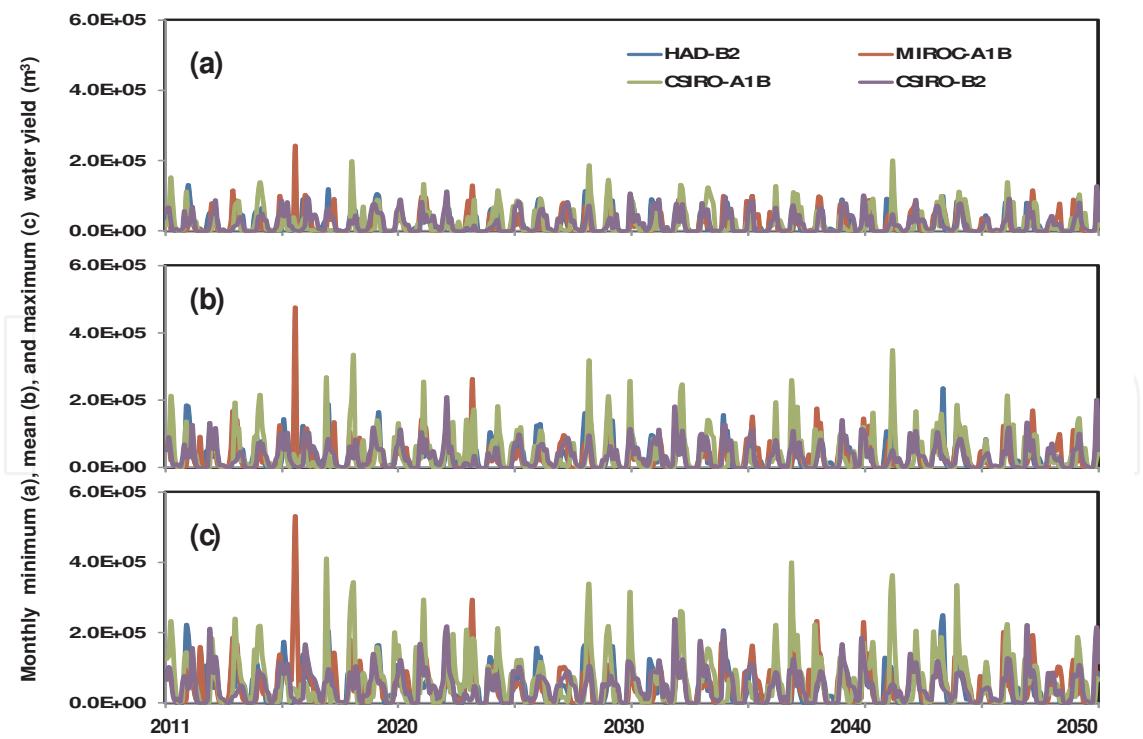 Monthly minimum (a), mean (b), and maximum (c) water yield (m³)
6.0E+05
4.0E+05
2.0E+05
0.0E+00
(a)
HAD-B2
MIROC-A1B
CSIRO-A1B
CSIRO-B2
6.0E+05
4.0E+05
2.0E+05
0.0E+00
(b)
6.0E+05
4.0E+05
2.0E+05
0.0E+00
(c)
2011 2020 2030 2040 2050